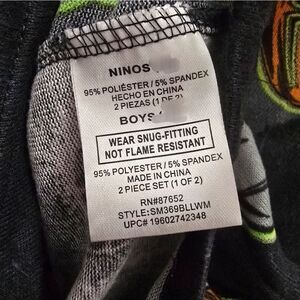 NINOS
95% POLIÉSTER / 5% SPANDEX
HECHO EN CHINA
2 PIEZAS (1 DE 2)
BOYS
WEAR SNUG-FITTING
NOT FLAME RESISTANT
95% POLYESTER / 5% SPANDEX
MADE IN CHINA
2 PIECE SET (1 OF 2)
RN#87652
STYLE:SM369BLLWM
UPC# 19602742348